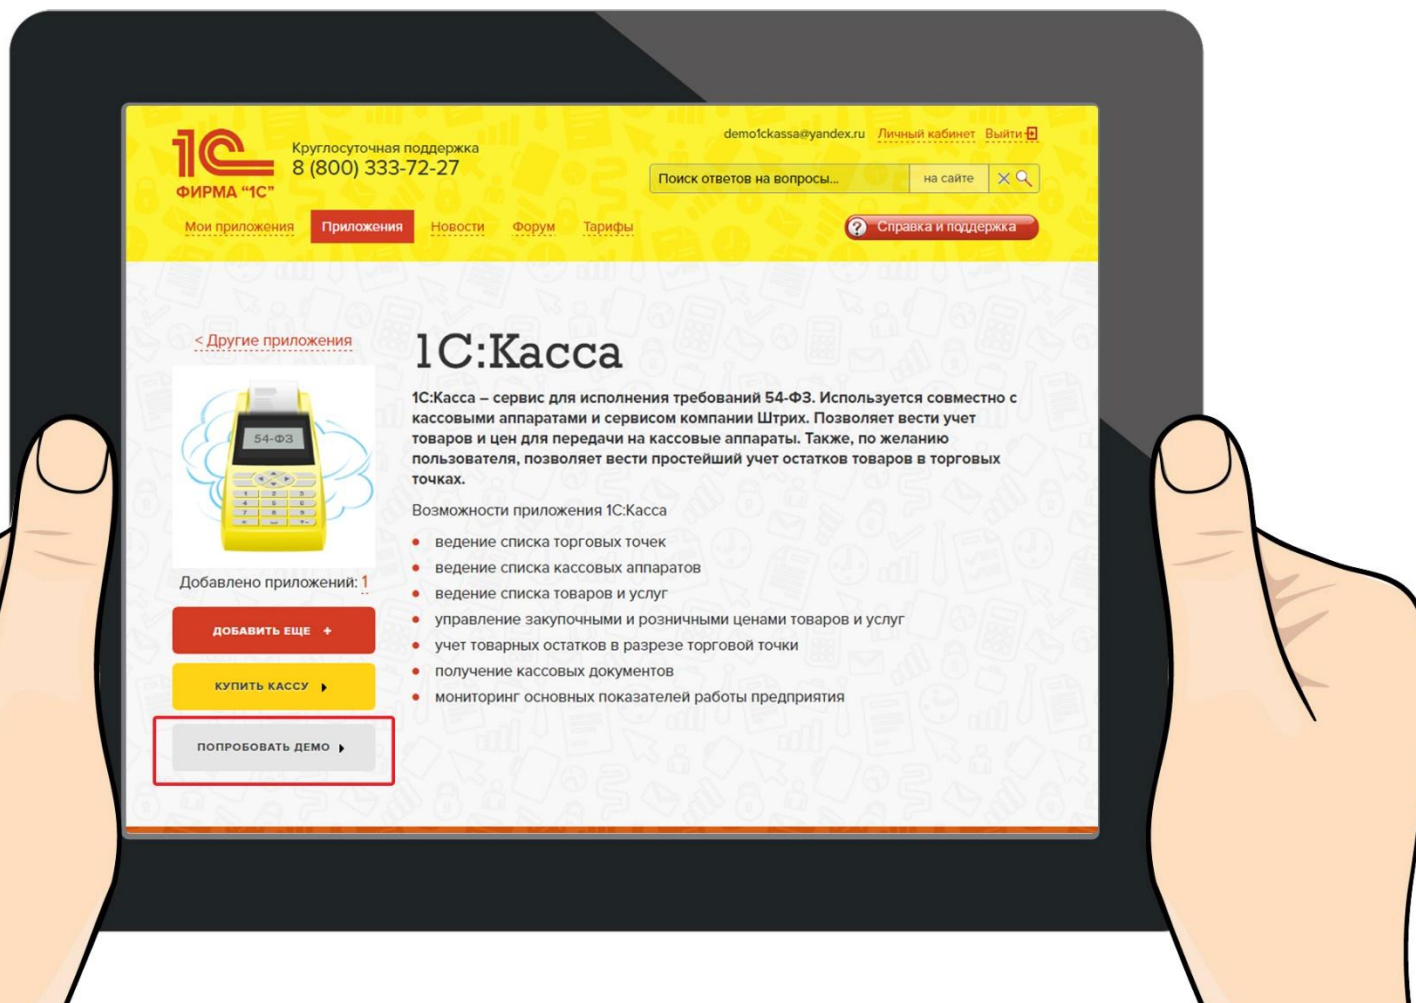 demo1ckassa@yandex.ru Личный кабинет Выйти
1С
ФИРМА “1С”
Круглосуточная поддержка
8 (800) 333-72-27
Поиск ответов на вопросы... на сайте
Мои приложения Приложения Новости Форум Тарифы
Справка и поддержка
< Другие приложения
54-ФЗ
Добавлено приложений: 1
ДОБАВИТЬ ЕЩЕ +
КУПИТЬ КАССУ
ПОПРОБОВАТЬ ДЕМО
1С:Касса
1С:Касса – сервис для исполнения требований 54-ФЗ. Используется совместно с
кассовыми аппаратами и сервисом компании Штрих. Позволяет вести учет
товаров и цен для передачи на кассовые аппараты. Также, по желанию
пользователя, позволяет вести простейший учет остатков товаров в торговых
точках.
Возможности приложения 1С:Касса
ведение списка торговых точек
ведение списка кассовых аппаратов
ведение списка товаров и услуг
управление закупочными и розничными ценами товаров и услуг
учет товарных остатков в разрезе торговой точки
получение кассовых документов
мониторинг основных показателей работы предприятия